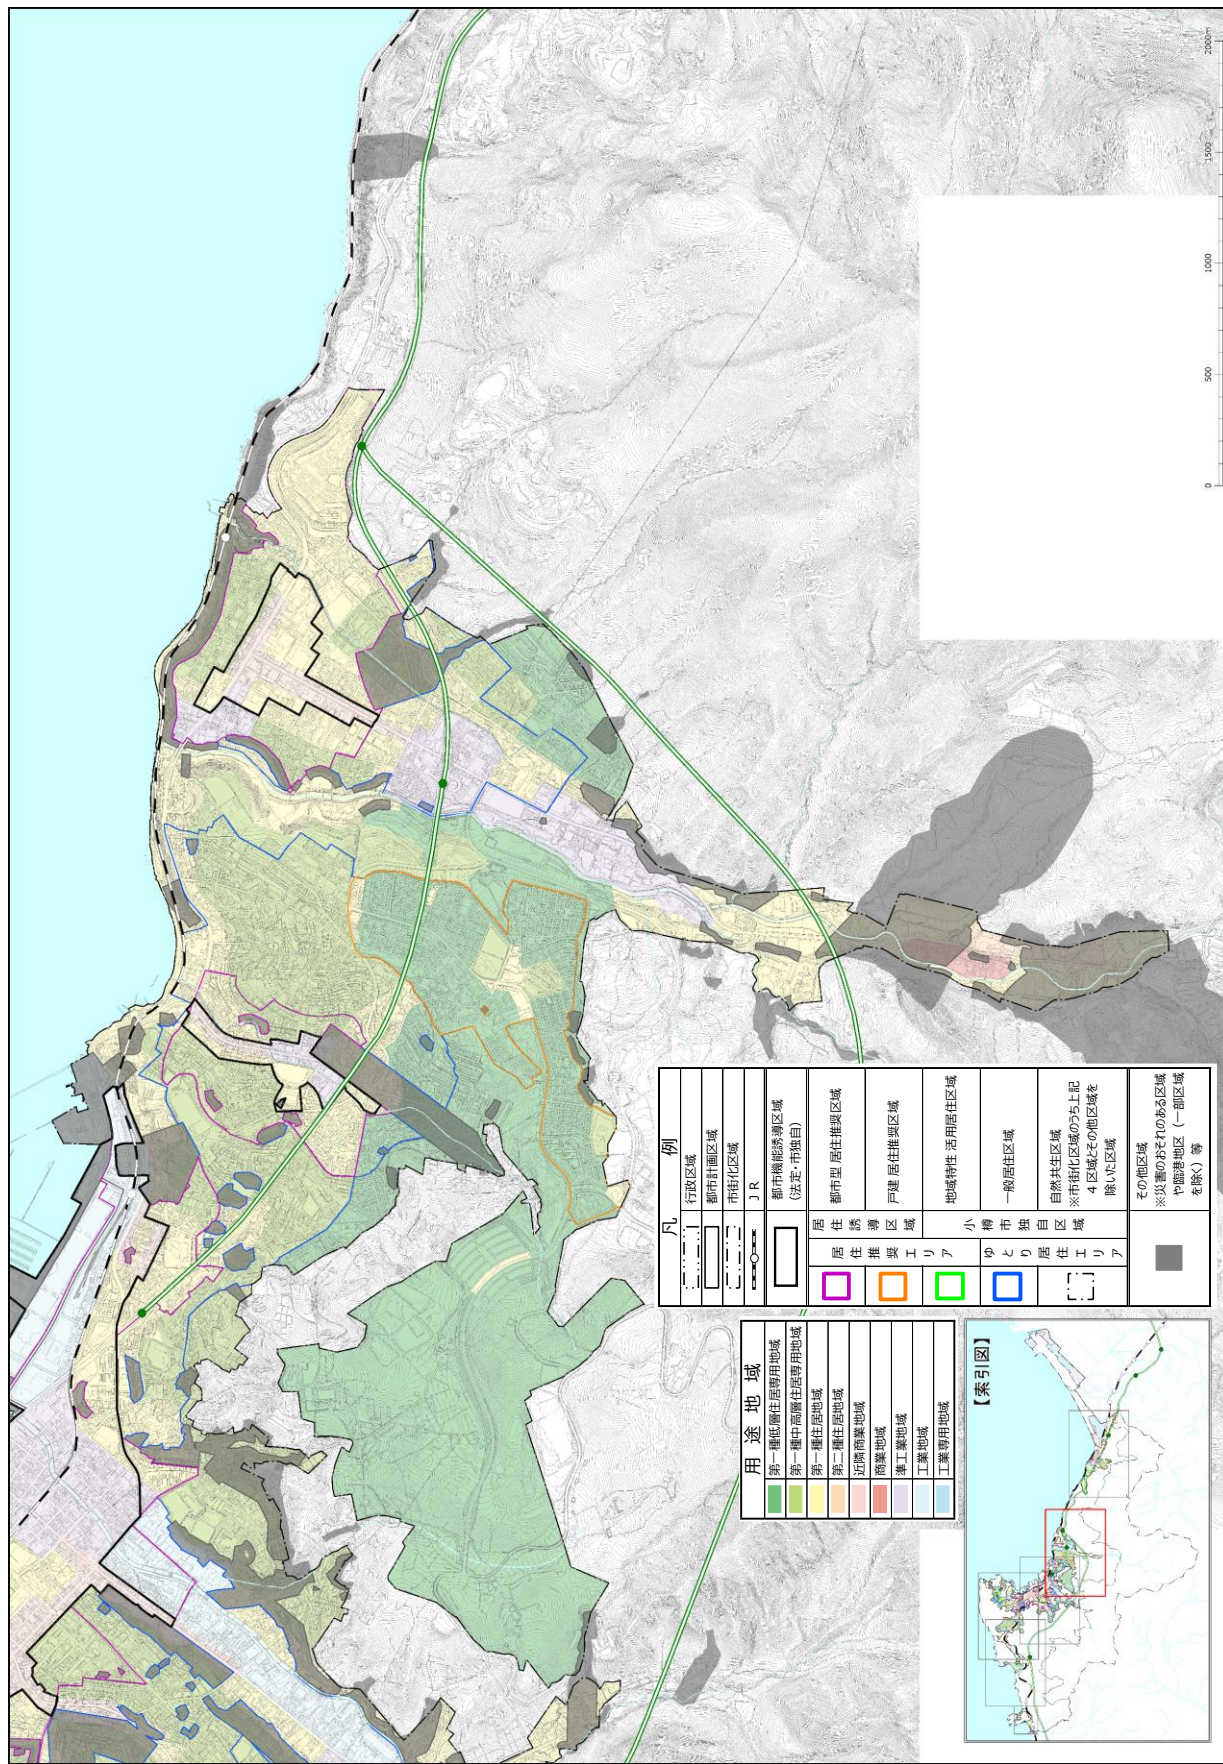 凡 例
行政区域
都市計画区域
市街化区域
ＪＲ
都市機能誘導区域
(法定・市独自)
居住誘導区域
小樽市独自区域
居住推奨エリア
ゆとり居住エリア
都市型居住推奨区域
戸建居住推奨区域
地域特性活用居住区域
一般居住区域
自然共生区域
※市街化区域のうち上記
４区域とその他区域を
除いた区域
その他区域
※災害のおそれのある区域
や臨港地区（一部区域
を除く）等
用途地域
第一種低層住居専用地域
第一種中高層住居専用地域
第一種住居地域
第二種住居地域
近隣商業地域
商業地域
準工業地域
工業地域
工業専用地域
【索引図】
0
500
1000
1500
2000m